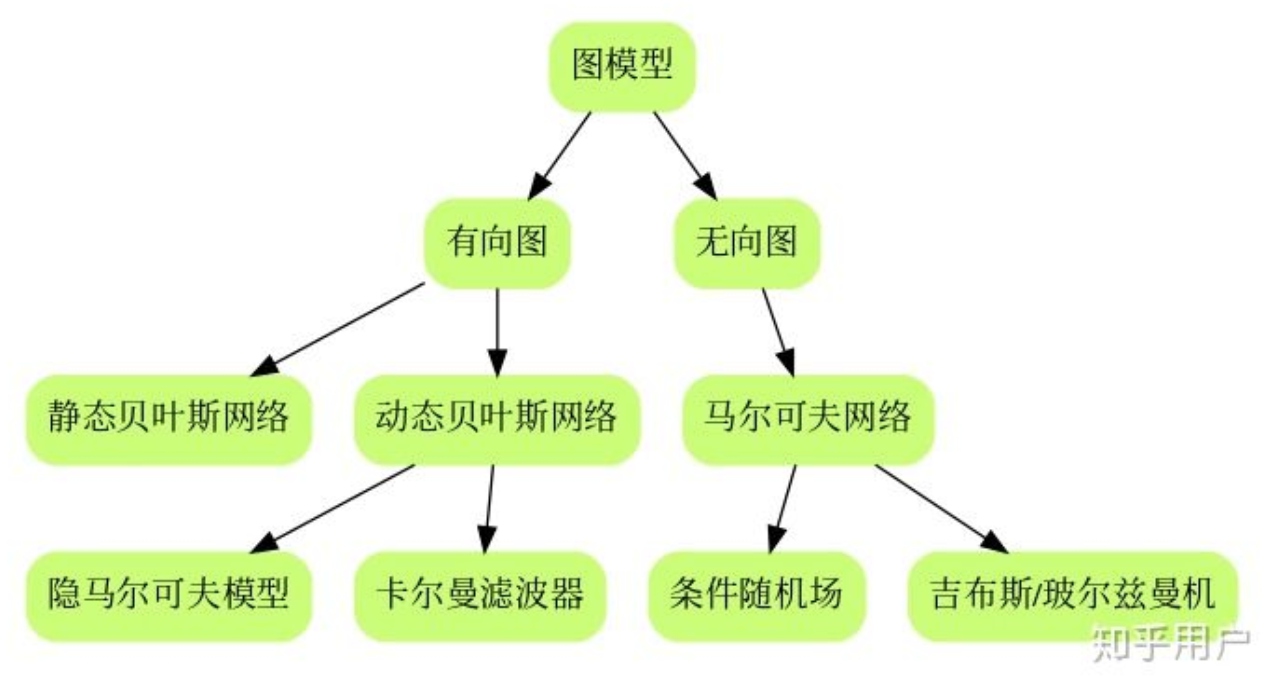 图模型
有向图
无向图
静态贝叶斯网络
动态贝叶斯网络
马尔可夫网络
隐马尔可夫模型
卡尔曼滤波器
条件随机场
吉布斯/玻尔兹曼机
知乎用户